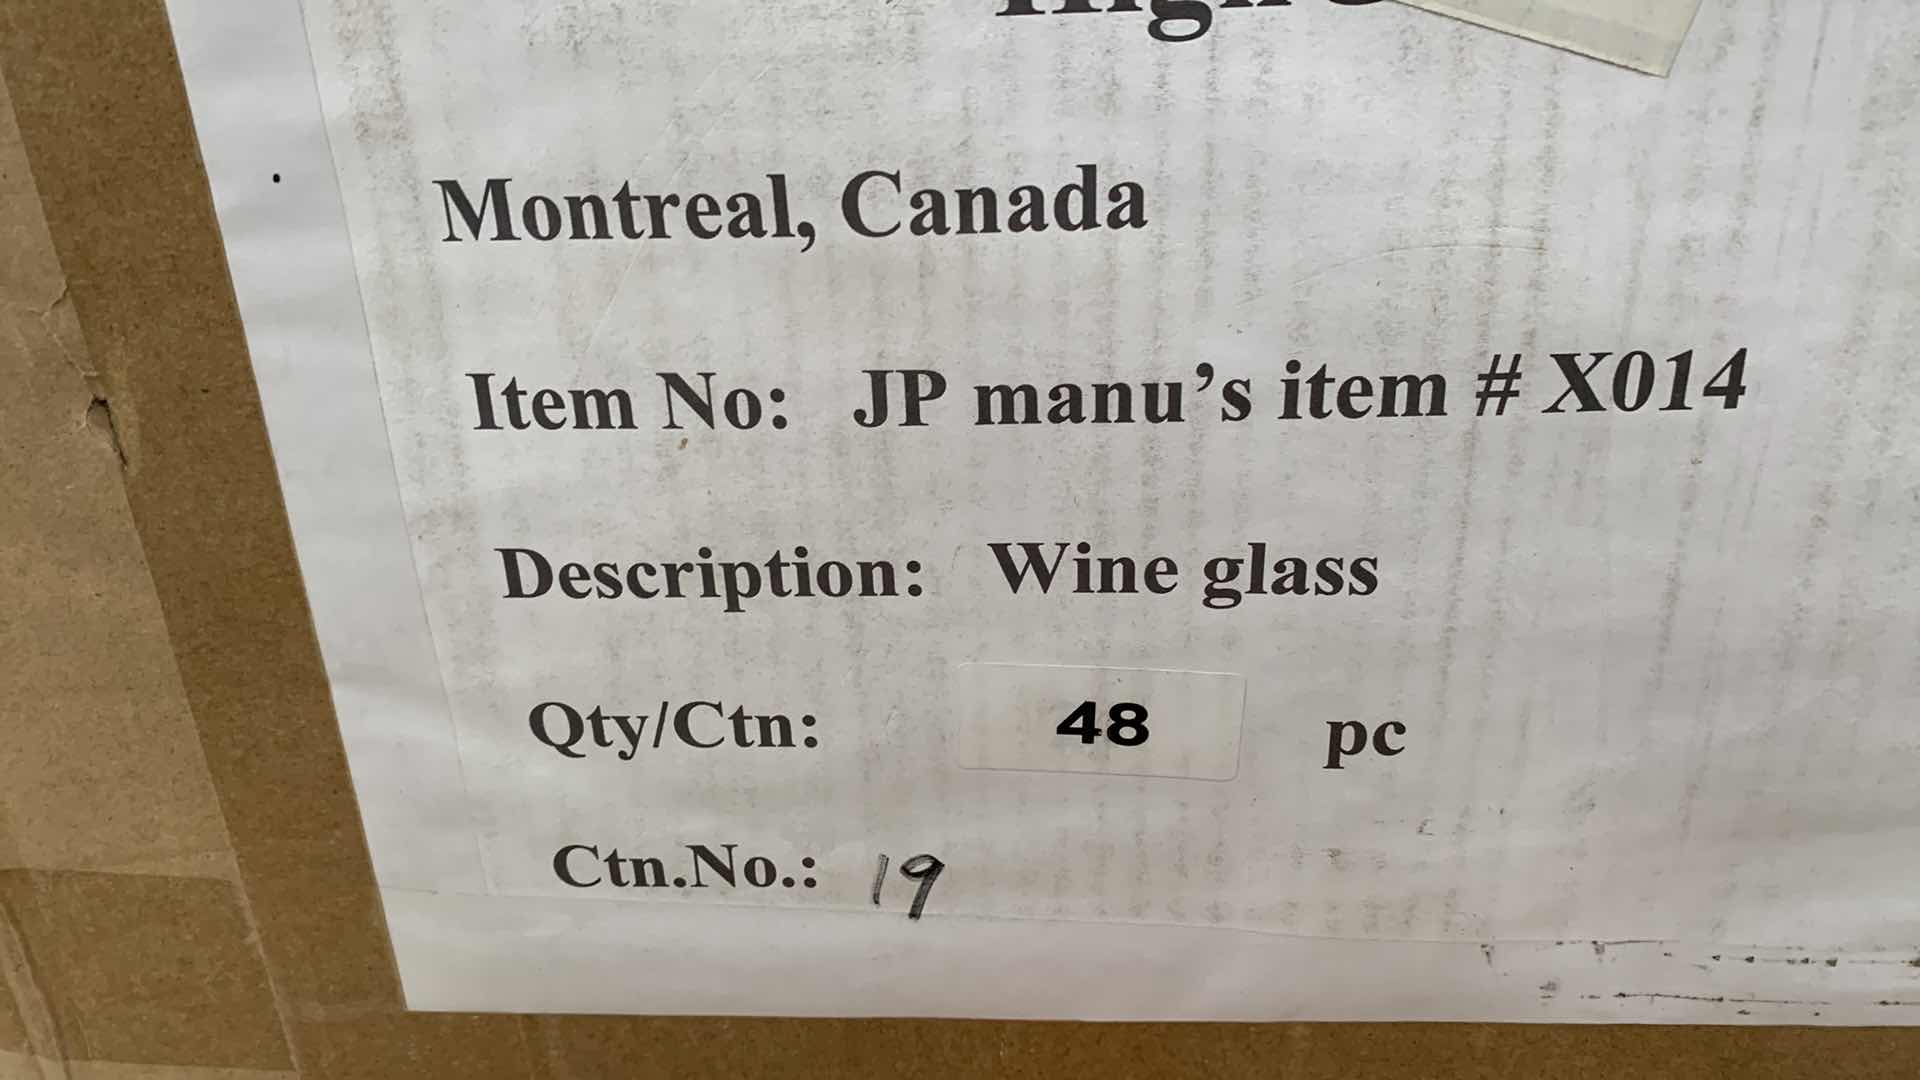 Montreal, Canada
Item No: JP manu's item # X014
Description: Wine glass
Qty/Ctn: 48 pc
Ctn.No.: 19